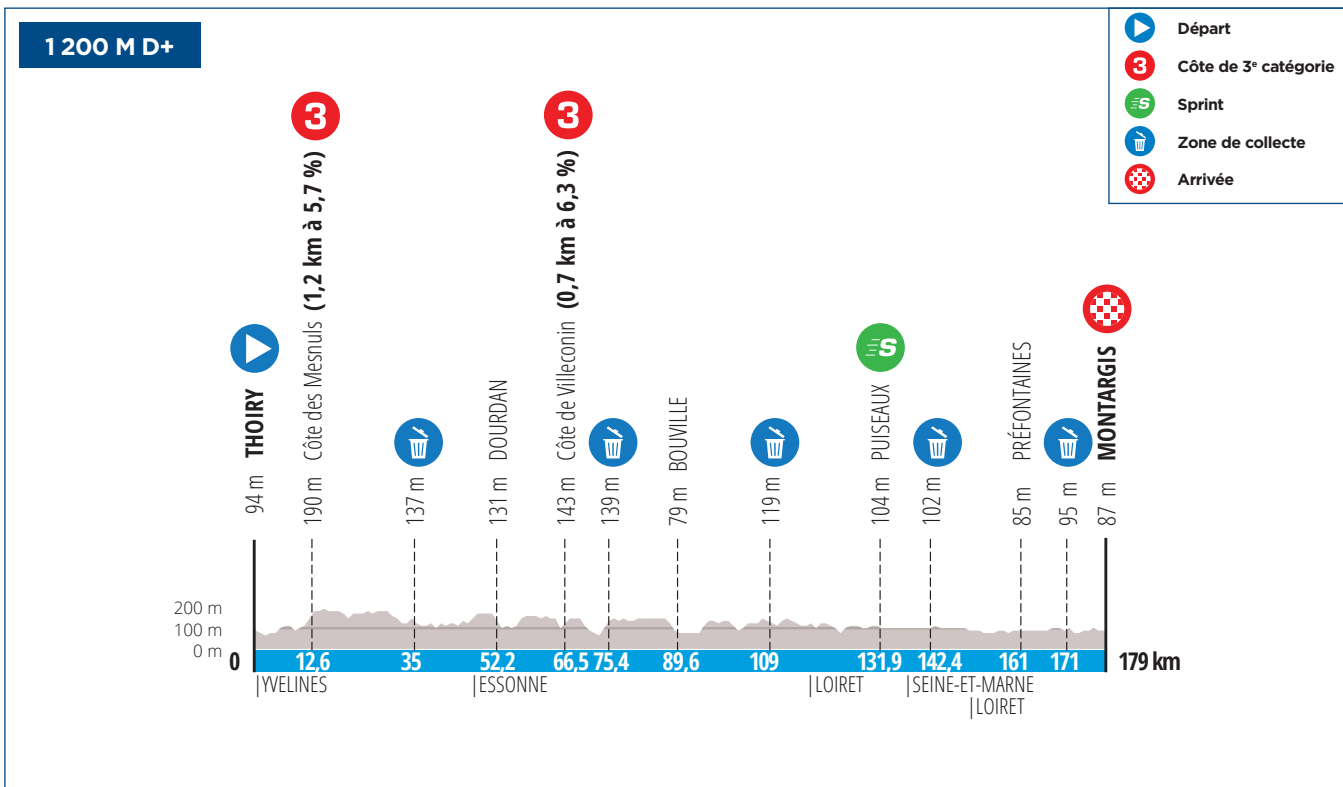 1 200 M D+
Départ
3 Côte de 3e catégorie
S Sprint
Zone de collecte
Arrivée
94 m THOIRY
3
190 m Côte des Mesnuls (1,2 km à 5,7 %)
137 m
131 m DOURDAN
3
143 m Côte de Villeconin (0,7 km à 6,3 %)
139 m
79 m BOUVILLE
119 m
S
104 m PUISEAUX
102 m
85 m PRÉFONTAINES
95 m
87 m MONTARGIS
200 m
100 m
0 m
0 12,6 35 52,2 66,5 75,4 89,6 109 131,9 142,4 161 171 179 km
|YVELINES |ESSONNE |LOIRET |SEINE-ET-MARNE
|LOIRET